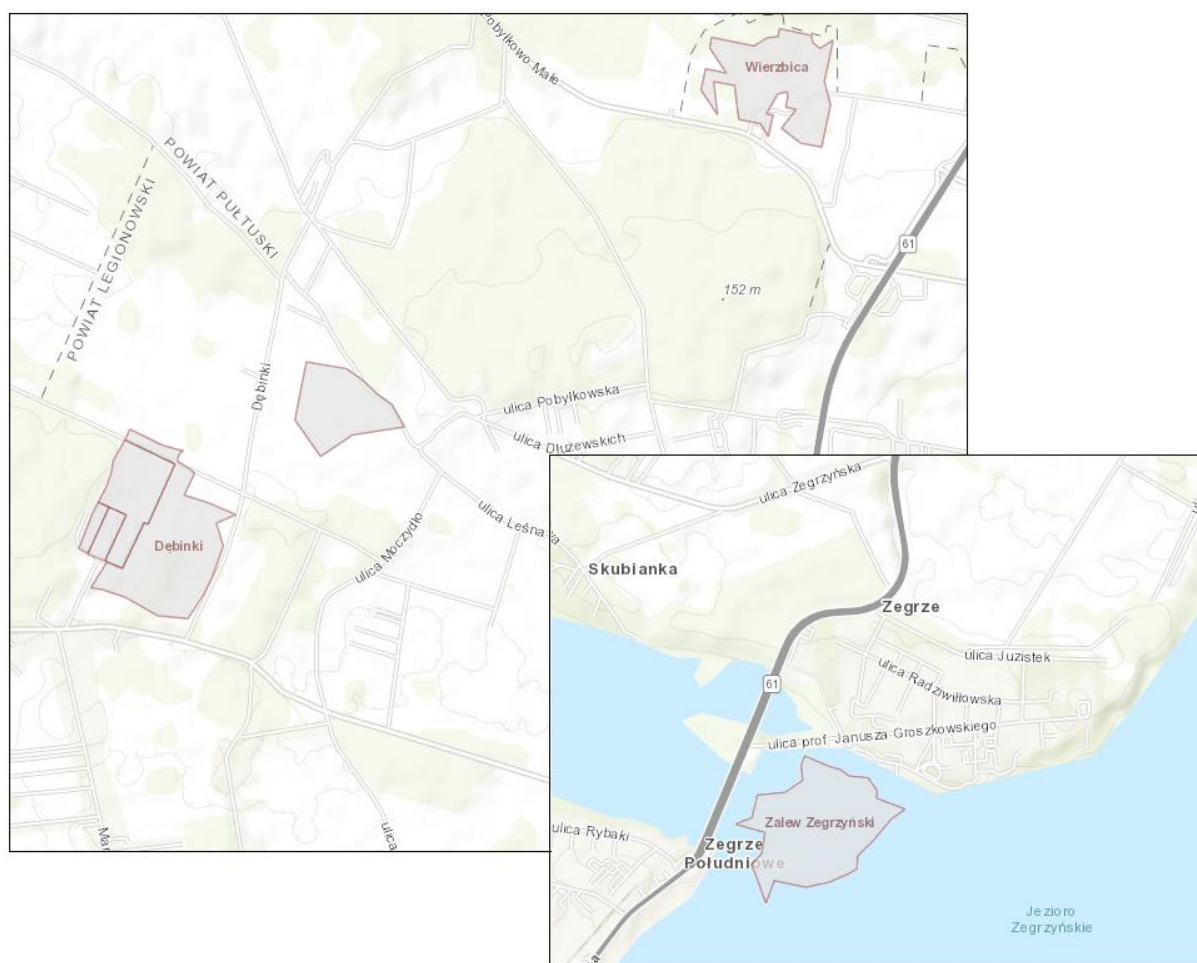 Pobyłkowo Małe
Wierzbica
POWIAT PUŁTUSKI
POWIAT LEGIONOWSKI
61
152 m
Dębinki
ulica Pobyłkowska
ulica Dłużewskich
ulica Leśna
ulica Moczydło
Dębinki
ulica
Mar
ulica Zegrzyńska
Skubianka
Zegrze
ulica Juzistek
61
ulica Radziwiłłowska
ulica prof. Janusza Groszkowskiego
Zalew Zegrzyński
ulica Rybaki
Zegrze
Południowe
Jezioro
Zegrzyńskie